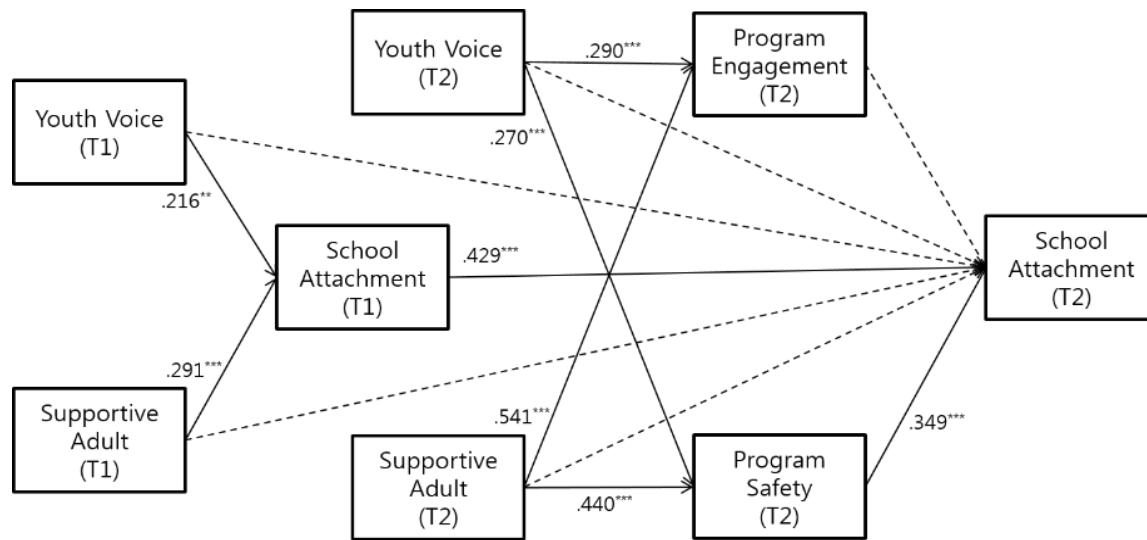 Youth Voice
(T2)
.290***
Program
Engagement
(T2)
Youth Voice
(T1)
.270***
.216**
School
Attachment
(T1)
.429***
School
Attachment
(T2)
.291***
Supportive
Adult
(T1)
.541***
.349***
Supportive
Adult
(T2)
.440***
Program
Safety
(T2)